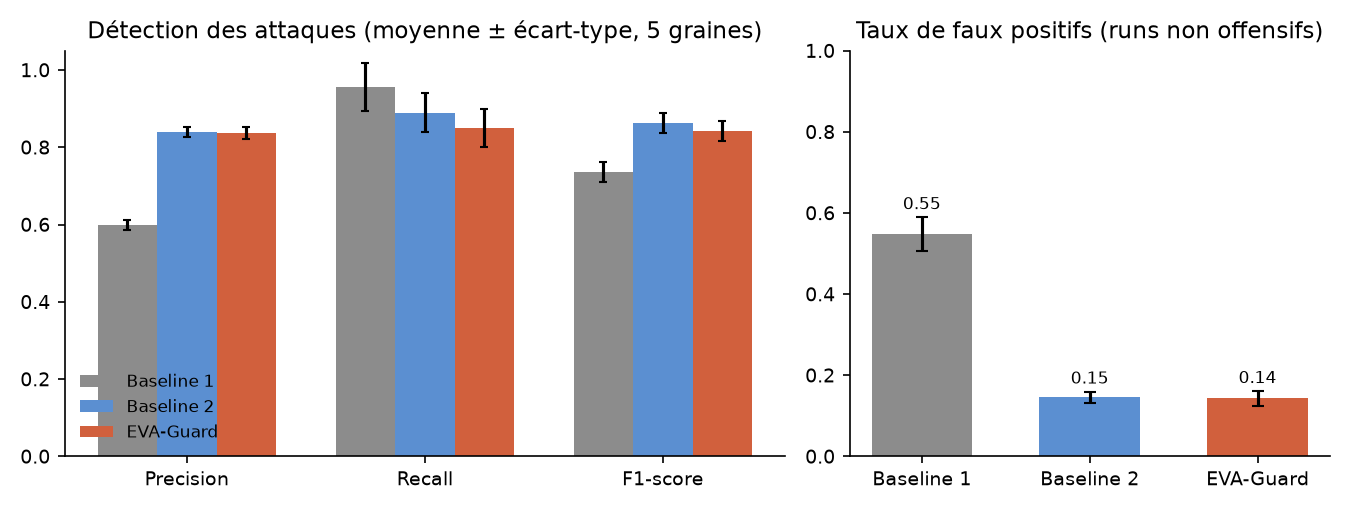 Détection des attaques (moyenne ± écart-type, 5 graines)
1.0
0.8
0.6
0.4
0.2
0.0
Baseline 1
Baseline 2
EVA-Guard
Precision
Recall
F1-score
Taux de faux positifs (runs non offensifs)
1.0
0.8
0.6
0.4
0.2
0.0
0.55
0.15
0.14
Baseline 1
Baseline 2
EVA-Guard